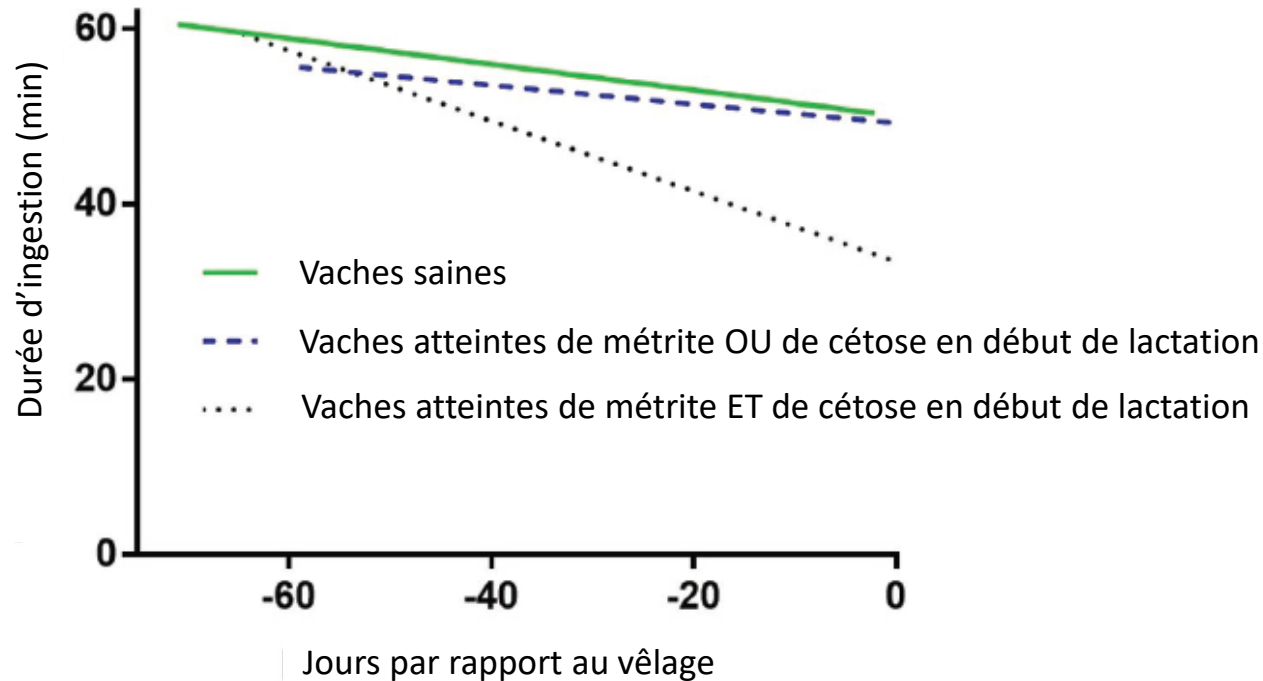 Durée d’ingestion (min)
60
40
20
0
Vaches saines
Vaches atteintes de métrite OU de cétose en début de lactation
Vaches atteintes de métrite ET de cétose en début de lactation
-60 -40 -20 0
Jours par rapport au vêlage